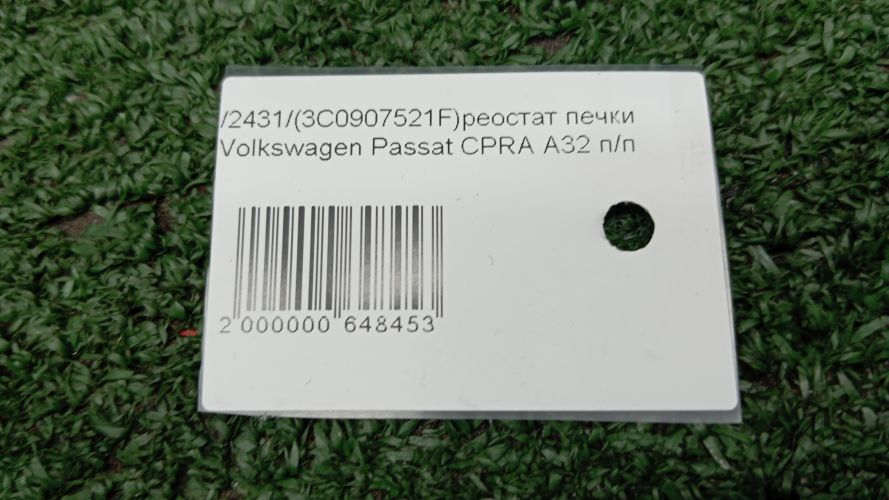 /2431/(3C0907521F)реостат печки
Volkswagen Passat CPRA A32 п/п
2 000000 648453